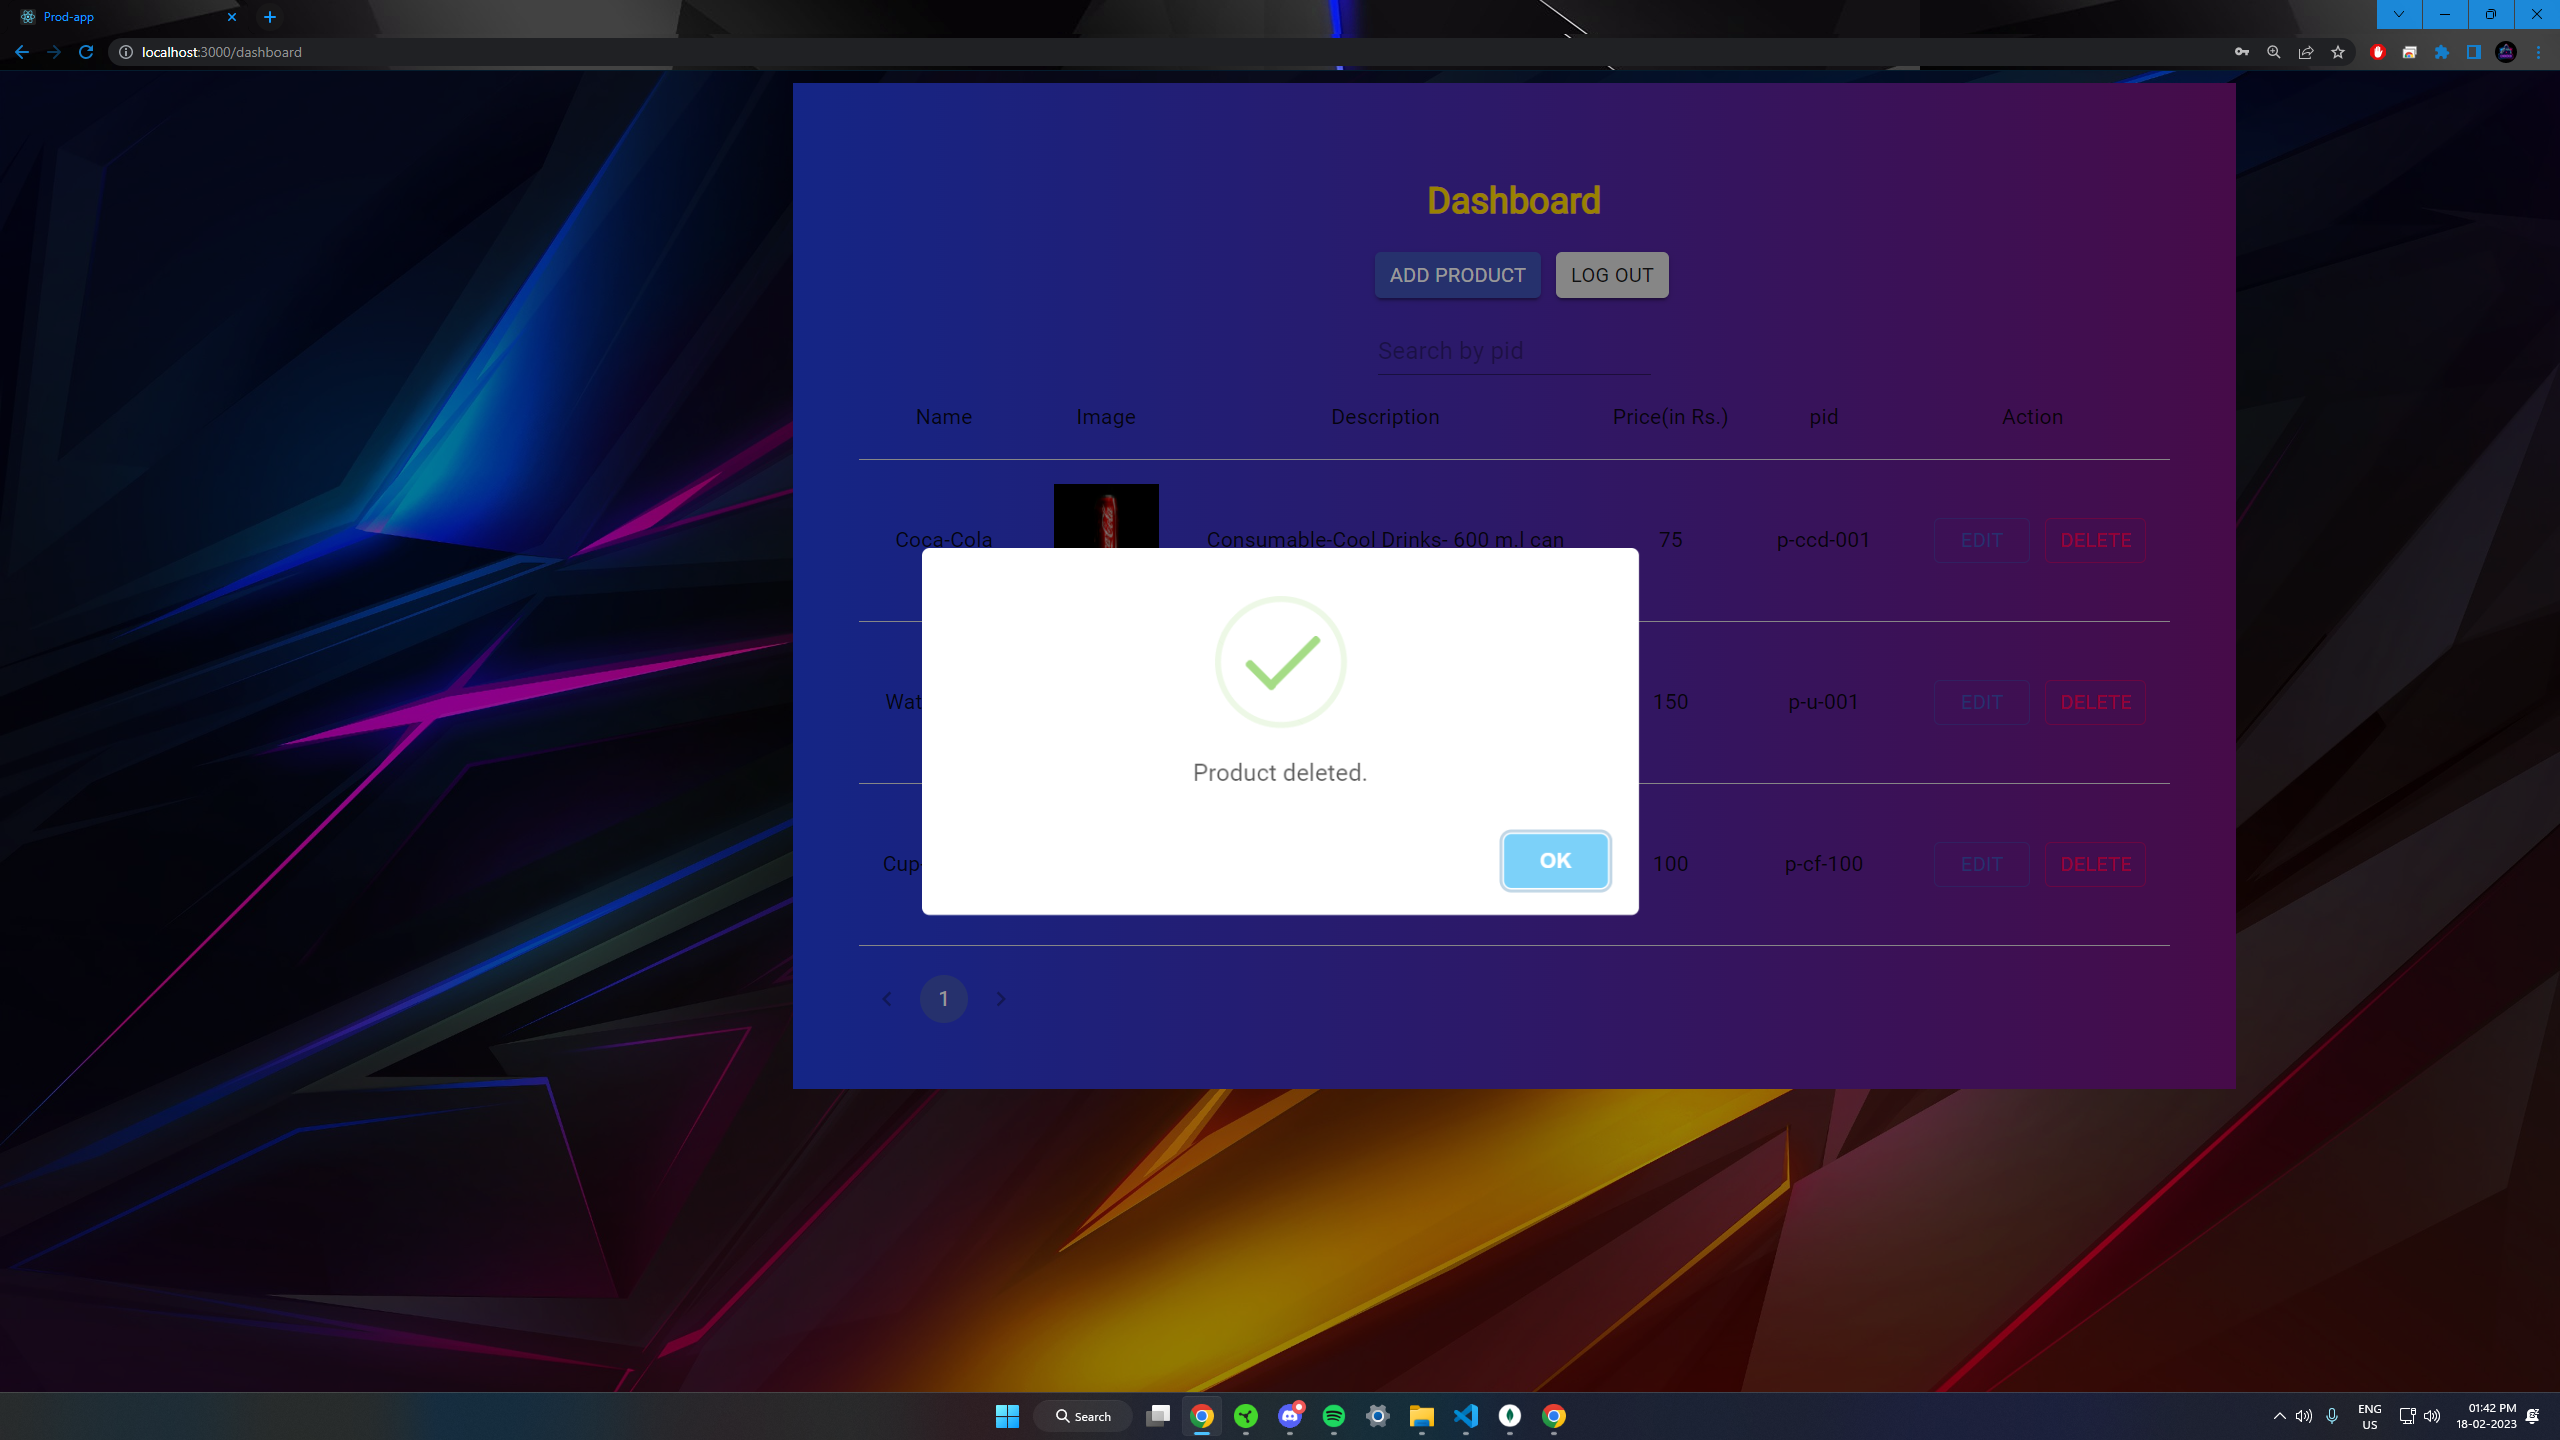 Prod-app
localhost:3000/dashboard
Dashboard
ADD PRODUCT LOG OUT
Search by pid
Name Image Description Price(in Rs.) pid Action
Coca-Cola Coca-Cola Consumable-Cool Drinks- 600 m.l can 75 p-ccd-001 EDIT DELETE
Wat 150 p-u-001 EDIT DELETE
Cup- 100 p-cf-100 EDIT DELETE
Product deleted.
OK
1
Search
ENG
US
01:42 PM
18-02-2023